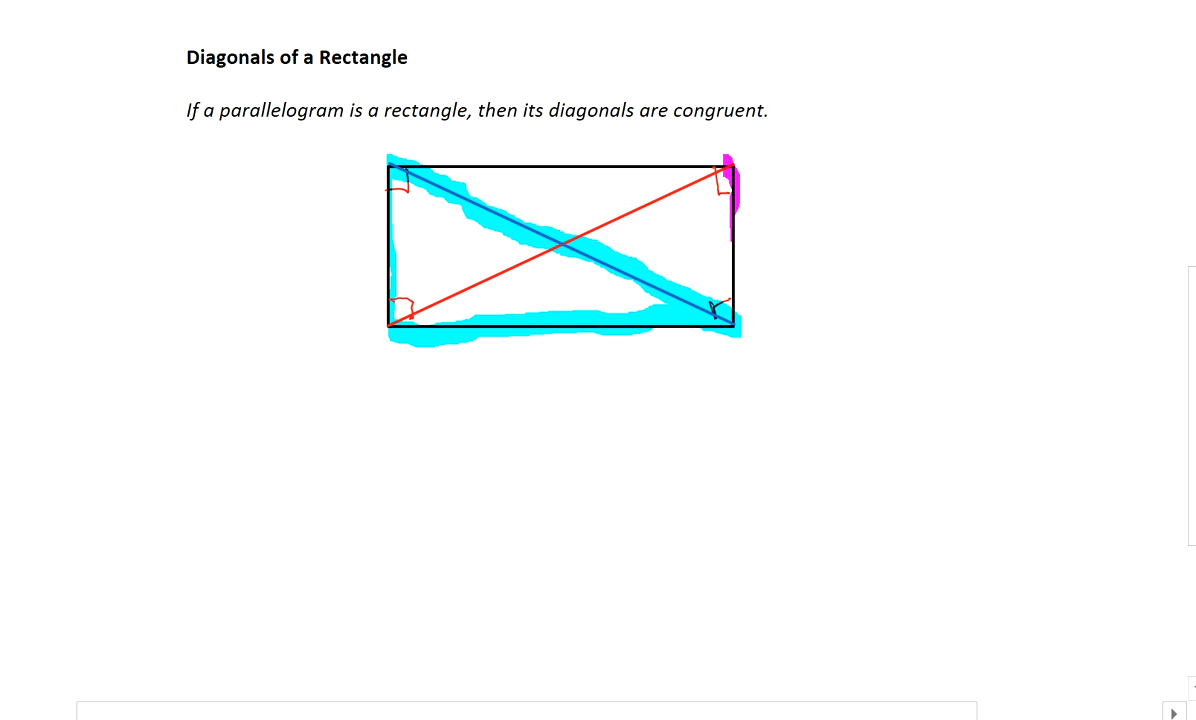 Diagonals of a Rectangle
If a parallelogram is a rectangle, then its diagonals are congruent.